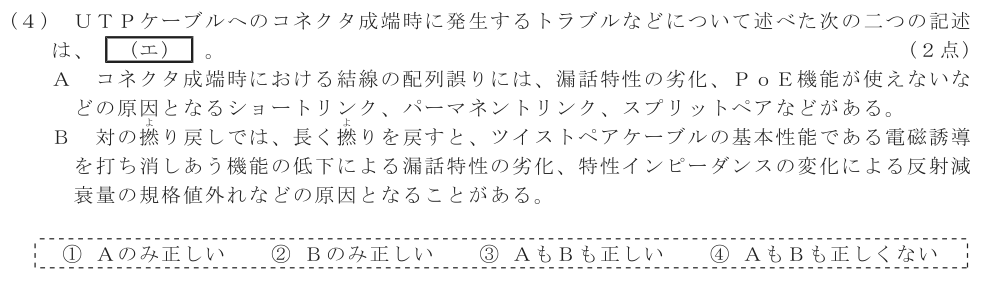 （４） ＵＴＰケーブルへのコネクタ成端時に発生するトラブルなどについて述べた次の二つの記述
は、 （エ） 。 （２点）
Ａ コネクタ成端時における結線の配列誤りには、漏話特性の劣化、ＰｏＥ機能が使えないな
どの原因となるショートリンク、パーマネントリンク、スプリットペアなどがある。
よ よ
Ｂ 対の撚り戻しでは、長く撚りを戻すと、ツイストペアケーブルの基本性能である電磁誘導
を打ち消しあう機能の低下による漏話特性の劣化、特性インピーダンスの変化による反射減
衰量の規格値外れなどの原因となることがある。
① Ａのみ正しい ② Ｂのみ正しい ③ ＡもＢも正しい ④ ＡもＢも正しくない